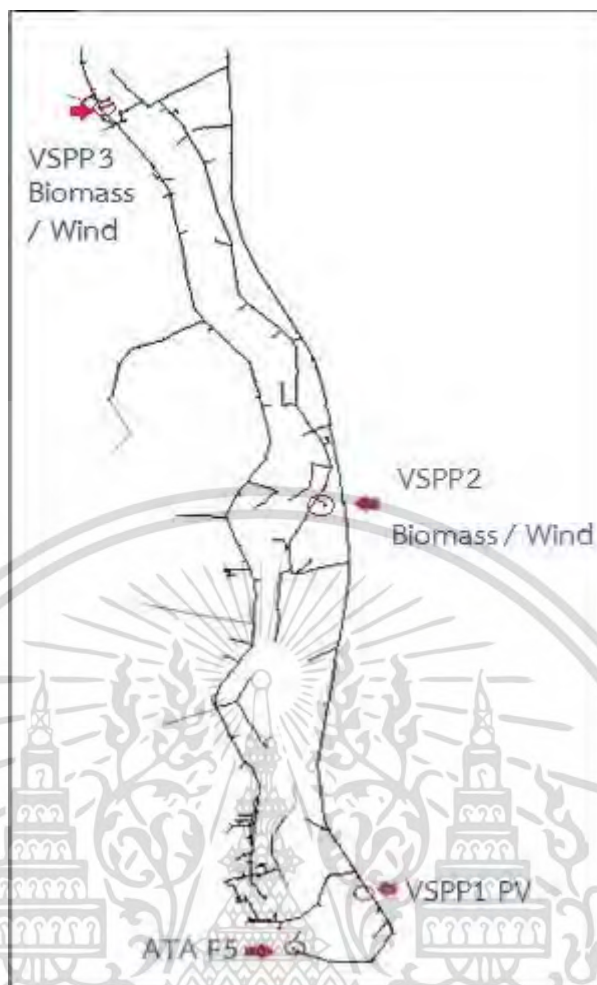 VSPP3
Biomass
/ Wind
VSPP2
Biomass / Wind
VSPP1 PV
ATA F5